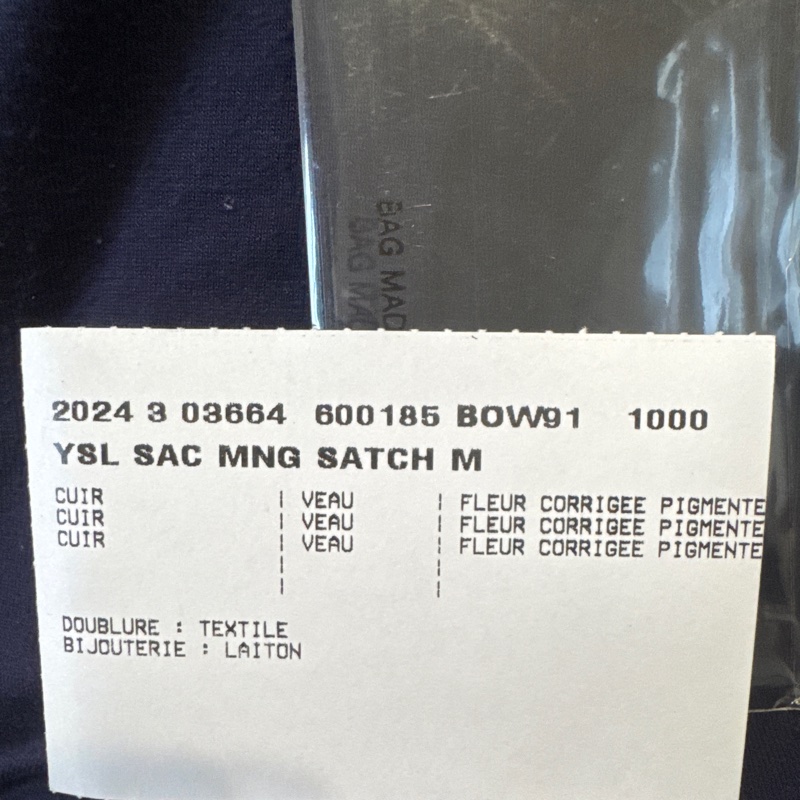 BAG MAD
BAG MAD
2024 3 03664 600185 BOW91 1000
YSL SAC MNG SATCH M
CUIR | VEAU | FLEUR CORRIGEE PIGMENTE
CUIR | VEAU | FLEUR CORRIGEE PIGMENTE
CUIR | VEAU | FLEUR CORRIGEE PIGMENTE
DOUBLURE : TEXTILE
BIJOUTERIE : LAITON